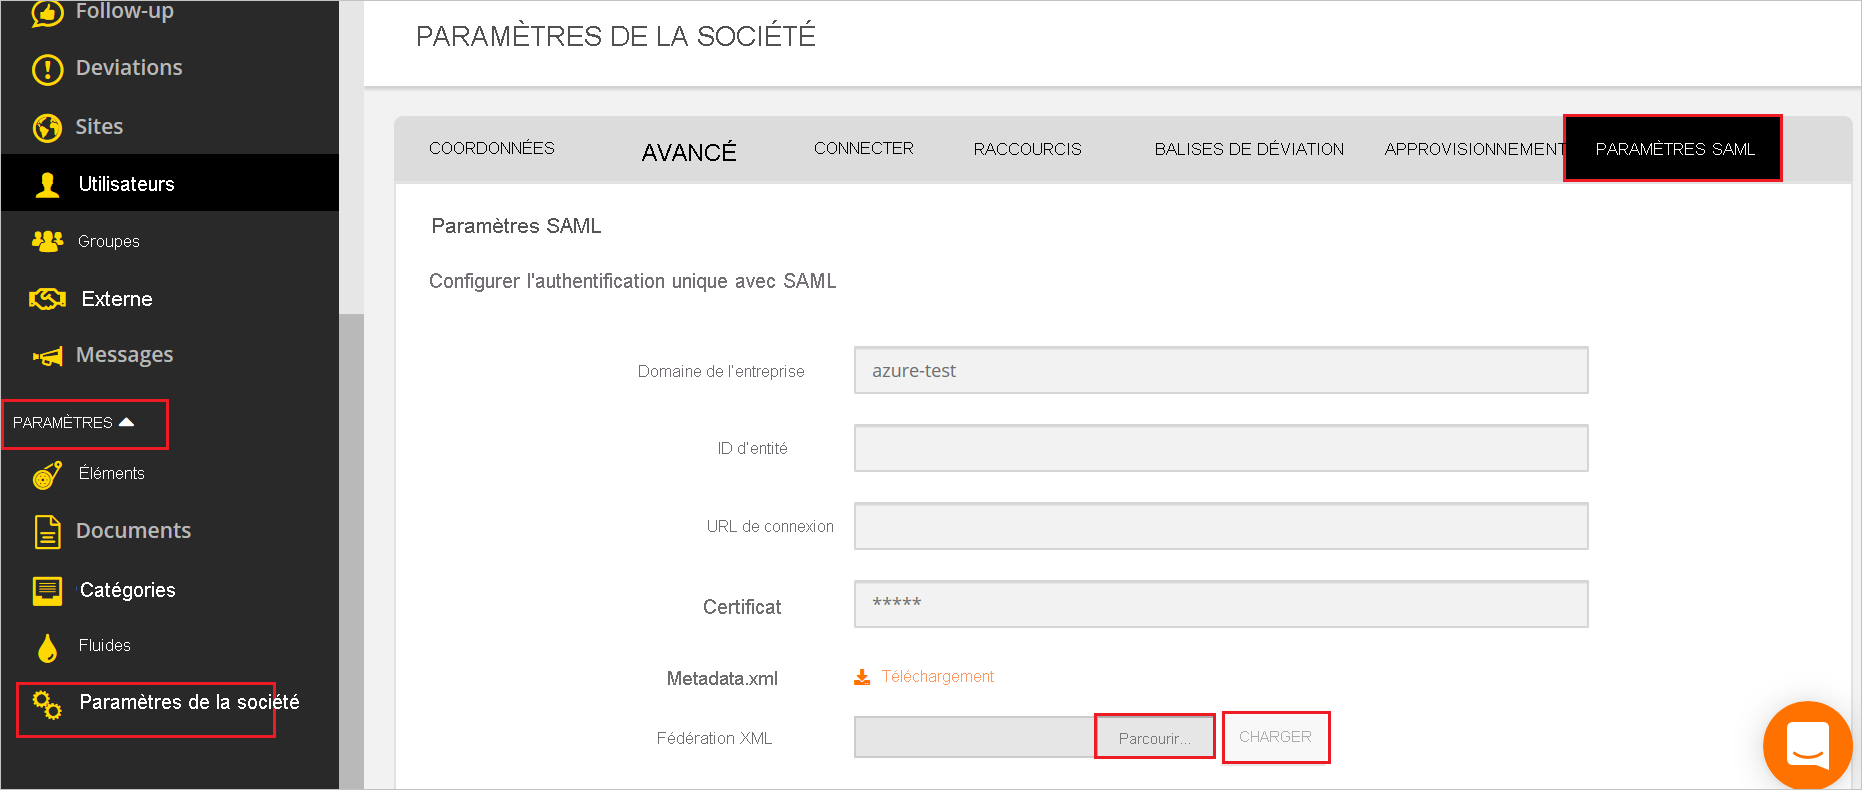 Follow-up
Deviations
Sites
Utilisateurs
Groupes
Externe
Messages
PARAMÈTRES
Éléments
Documents
Catégories
Fluides
Paramètres de la société
PARAMÈTRES DE LA SOCIÉTÉ
COORDONNÉES AVANCÉ CONNECTER RACCOURCIS BALISES DE DÉVIATION APPROVISIONNEMENT PARAMÈTRES SAML
Paramètres SAML
Configurer l'authentification unique avec SAML
Domaine de l'entreprise azure-test
ID d'entité
URL de connexion
Certificat *****
Metadata.xml Téléchargement
Fédération XML Parcourir... CHARGER